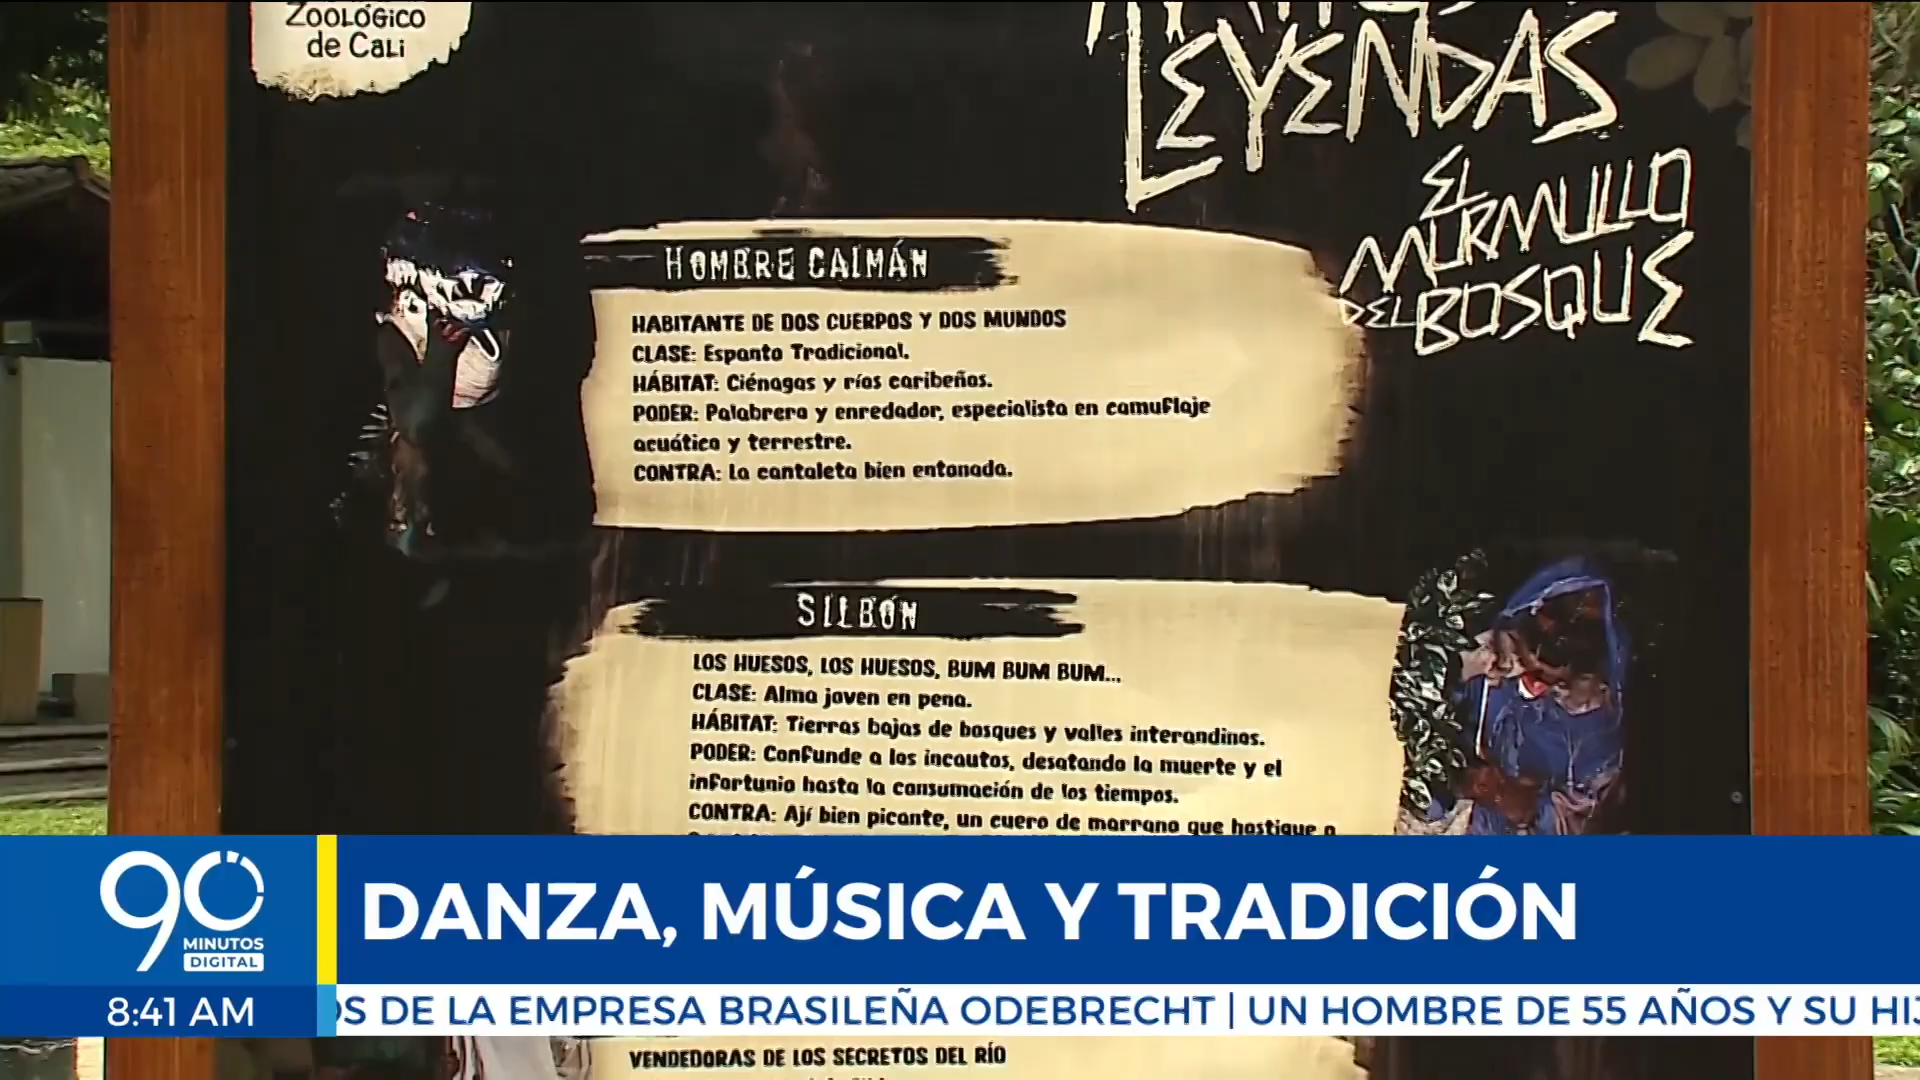 ZOOLÓGICO
de CALI
LEYENDAS
EL
MURMULLO
DEL BOSQUE
HOMBRE CAIMÁN
HABITANTE DE DOS CUERPOS Y DOS MUNDOS
CLASE: Espanto Tradicional.
HÁBITAT: Ciénagas y ríos caribeños.
PODER: Palabrero y enredador, especialista en camuflaje
acuático y terrestre.
CONTRA: La cantaleta bien entonada.
SILBÓN
LOS HUESOS, LOS HUESOS, BUM BUM BUM...
CLASE: Alma joven en pena.
HÁBITAT: Tierras bajas de bosques y valles interandinos.
PODER: Confunde a los incautos, desatando la muerte y el
infortunio hasta la consumación de los tiempos.
CONTRA: Ají bien picante, un cuero de marrano que hostigue a
90
MINUTOS
DIGITAL
DANZA, MÚSICA Y TRADICIÓN
8:41 AM
OS DE LA EMPRESA BRASILEÑA ODEBRECHT | UN HOMBRE DE 55 AÑOS Y SU HIJ
VENDEDORAS DE LOS SECRETOS DEL RÍO